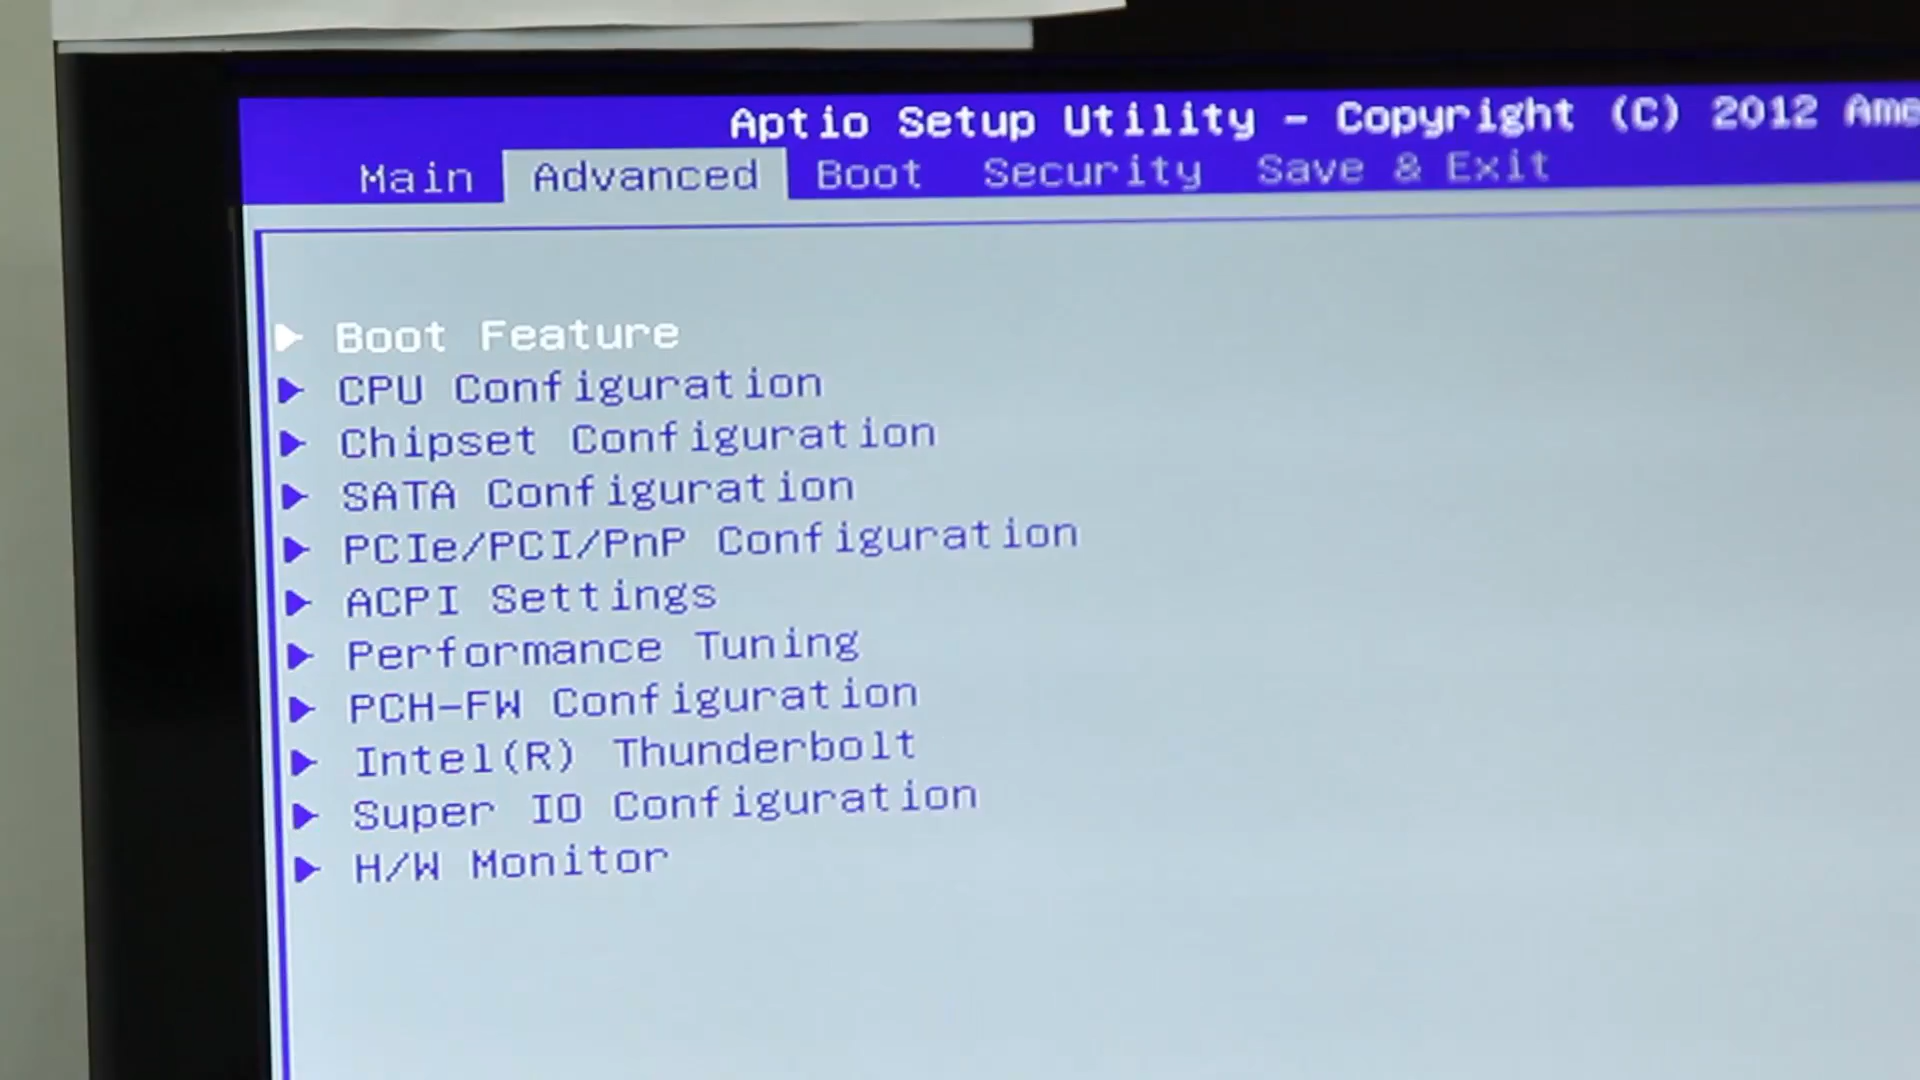 Aptio Setup Utility – Copyright (C) 2012
Main Advanced Boot Security Save & Exit
Boot Feature
CPU Configuration
Chipset Configuration
SATA Configuration
PCIe/PCI/PnP Configuration
ACPI Settings
Performance Tuning
PCH-FW Configuration
Intel(R) Thunderbolt
Super IO Configuration
H/W Monitor